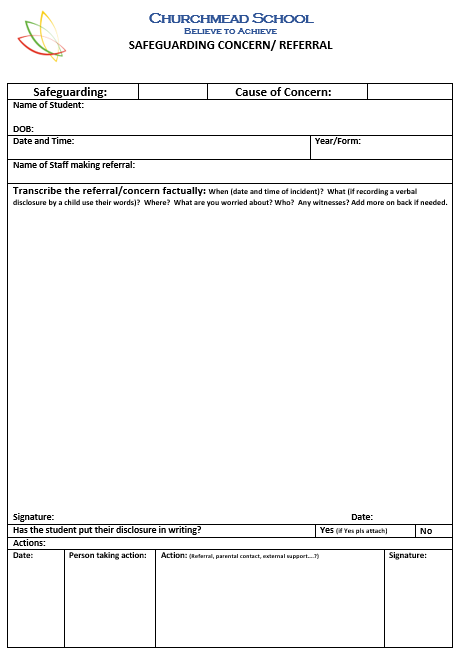 Churchmead School
Believe to Achieve
SAFEGUARDING CONCERN/ REFERRAL
Safeguarding: Cause of Concern:
Name of Student:
DOB:
Date and Time: Year/Form:
Name of Staff making referral:
Transcribe the referral/concern factually: When (date and time of incident)? What (if recording a verbal
disclosure by a child use their words)? Where? What are you worried about? Who? Any witnesses? Add more on back if needed.
Signature: Date:
Has the student put their disclosure in writing? Yes (if Yes pls attach) No
Actions:
Date: Person taking action: Action: (Referral, parental contact, external support....?) Signature: